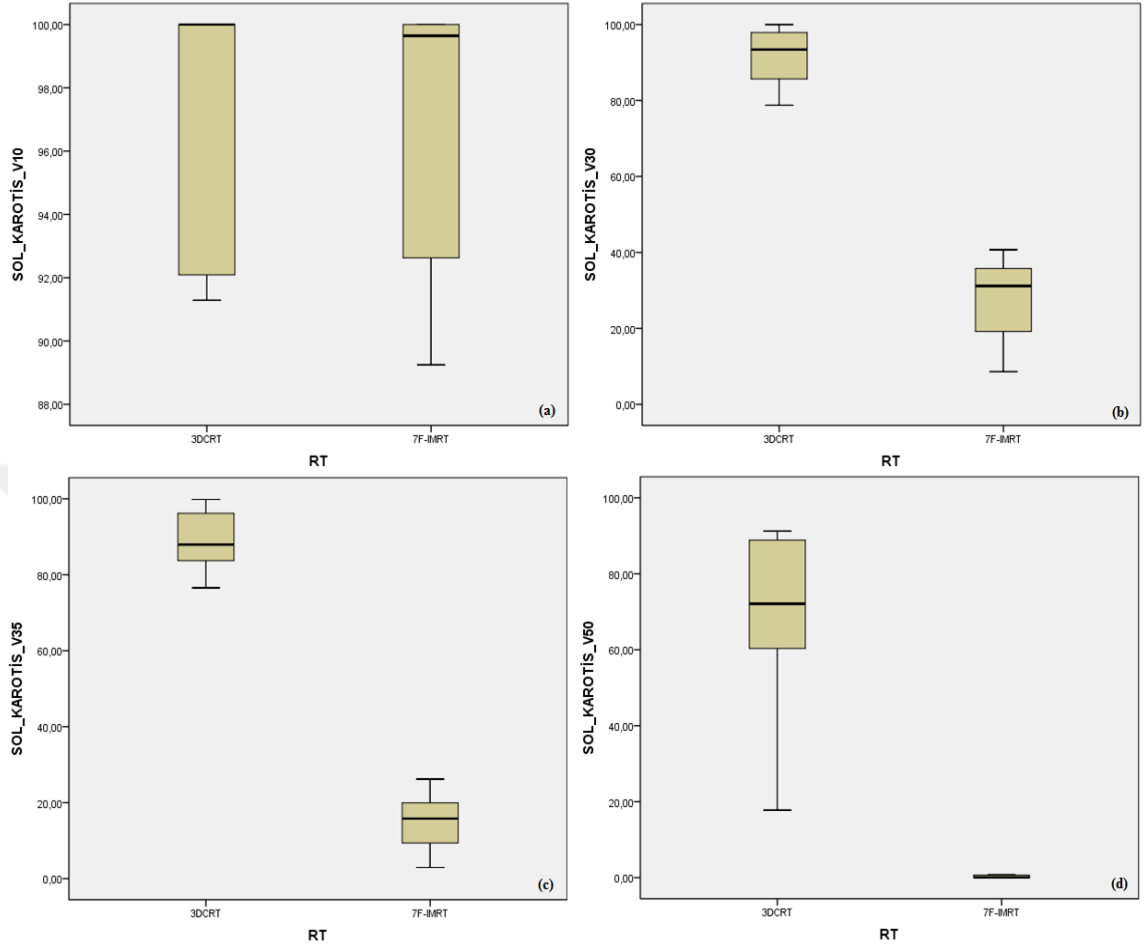 SOL_KAROTİS_V10
100,00
98,00
96,00
94,00
92,00
90,00
88,00
3DCRT
7F-IMRT
RT
(a)
SOL_KAROTİS_V30
100,00
80,00
60,00
40,00
20,00
0,00
3DCRT
7F-IMRT
RT
(b)
SOL_KAROTİS_V35
100,00
80,00
60,00
40,00
20,00
0,00
3DCRT
7F-IMRT
RT
(c)
SOL_KAROTİS_V50
100,00
80,00
60,00
40,00
20,00
0,00
3DCRT
7F-IMRT
RT
(d)